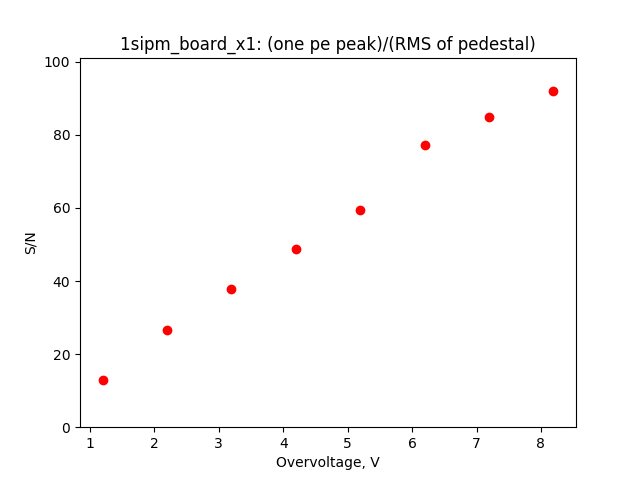 1sipm_board_x1: (one pe peak)/(RMS of pedestal)
100
80
60
40
20
0
S/N
1 2 3 4 5 6 7 8
Overvoltage, V